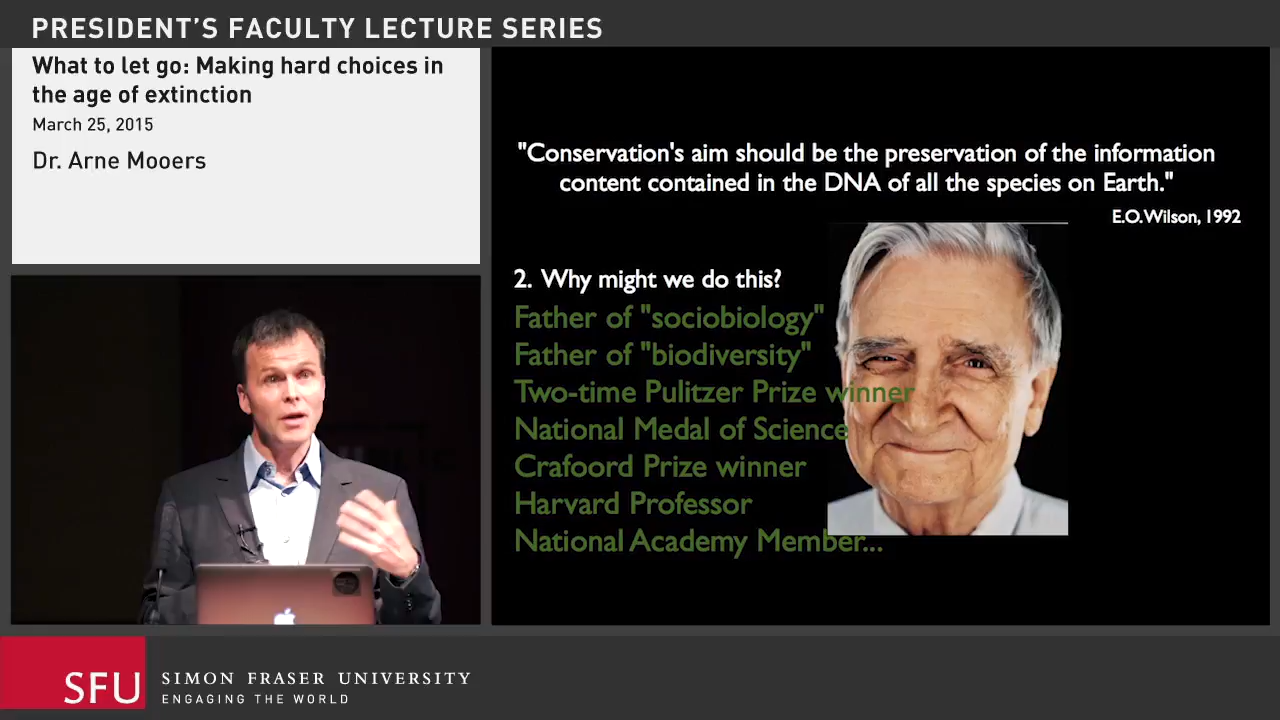 PRESIDENT'S FACULTY LECTURE SERIES
What to let go: Making hard choices in
the age of extinction
March 25, 2015
Dr. Arne Mooers
"Conservation's aim should be the preservation of the information
content contained in the DNA of all the species on Earth."
E.O. Wilson, 1992
2. Why might we do this?
Father of "sociobiology"
Father of "biodiversity"
Two-time Pulitzer Prize winner
National Medal of Science
Crafoord Prize winner
Harvard Professor
National Academy Member...
SFU
SIMON FRASER UNIVERSITY
ENGAGING THE WORLD